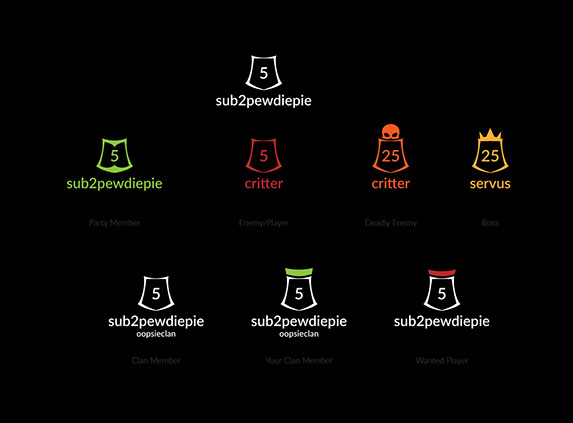 5
sub2pewdiepie
5
sub2pewdiepie
Party Member
5
critter
Enemy/Player
25
critter
Deadly Enemy
25
servus
Boss
5
sub2pewdiepie
oopsieclan
Clan Member
5
sub2pewdiepie
oopsieclan
Your Clan Member
5
sub2pewdiepie
Wanted Player